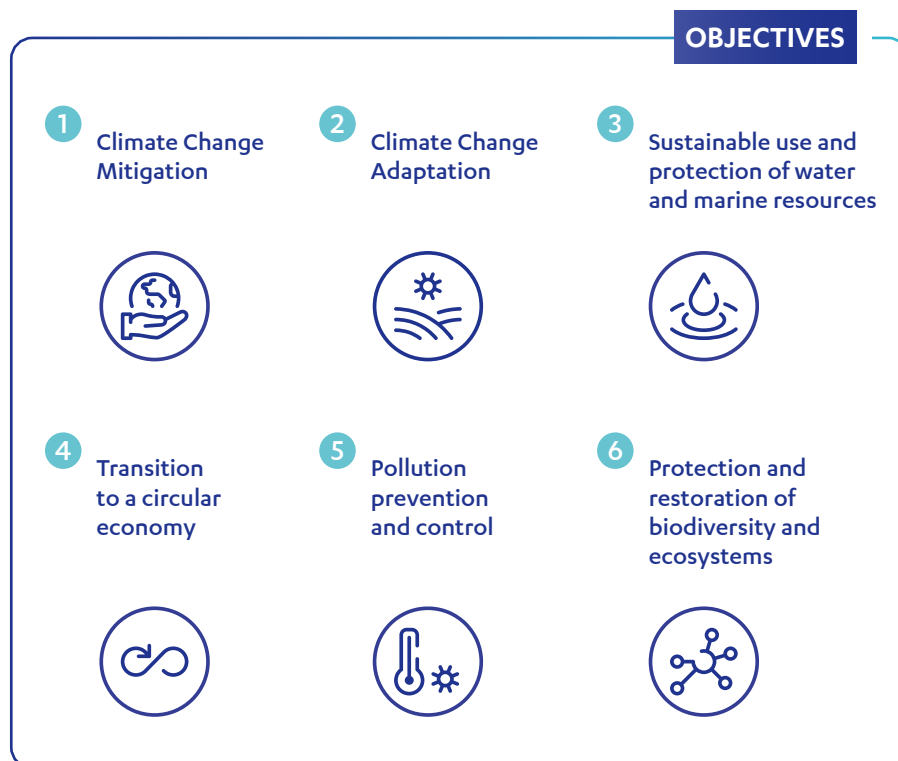 OBJECTIVES
1
Climate Change
Mitigation
2
Climate Change
Adaptation
3
Sustainable use and
protection of water
and marine resources
4
Transition
to a circular
economy
5
Pollution
prevention
and control
6
Protection and
restoration of
biodiversity and
ecosystems